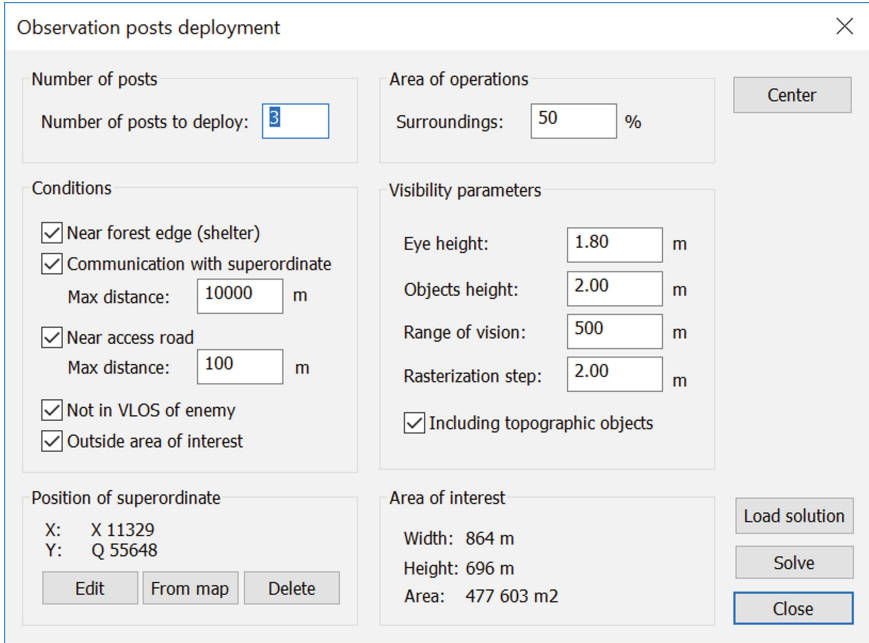 Observation posts deployment
Number of posts
Number of posts to deploy: 3
Area of operations
Surroundings: 50 %
Center
Conditions
Near forest edge (shelter)
Communication with superordinate
Max distance: 10000 m
Near access road
Max distance: 100 m
Not in VLOS of enemy
Outside area of interest
Visibility parameters
Eye height: 1.80 m
Objects height: 2.00 m
Range of vision: 500 m
Rasterization step: 2.00 m
Including topographic objects
Position of superordinate
X: X 11329
Y: Q 55648
Edit From map Delete
Area of interest
Width: 864 m
Height: 696 m
Area: 477 603 m2
Load solution
Solve
Close